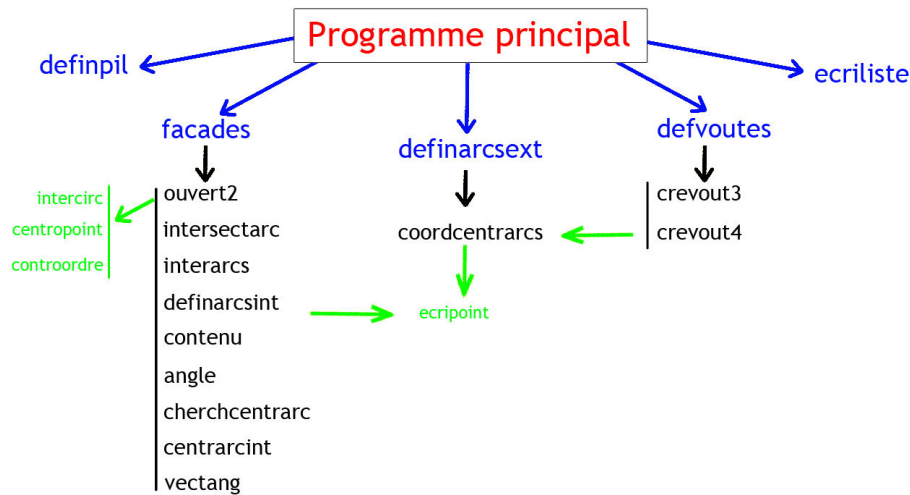 Programme principal
definpil
ecriliste
facades
definarcsext
defvoutes
intercirc
centropoint
controordre
ouvert2
intersectarc
interarcs
definarcsint
contenu
angle
cherchcentrarc
centrarcint
vectang
coordcentrarcs
ecripoint
crevout3
crevout4